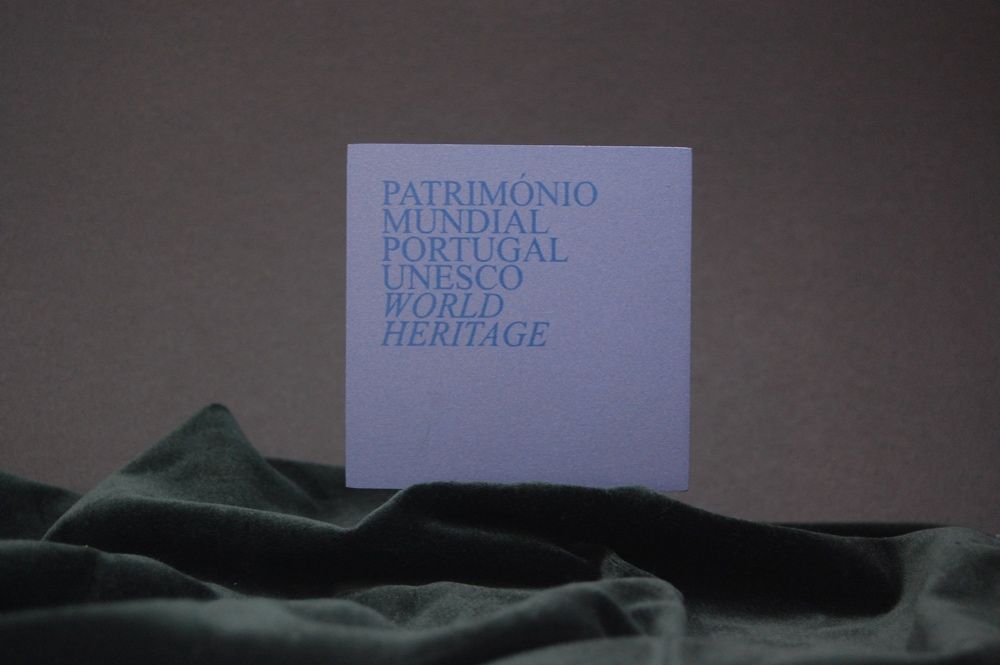 PATRIMÓNIO
MUNDIAL
PORTUGAL
UNESCO
WORLD
HERITAGE